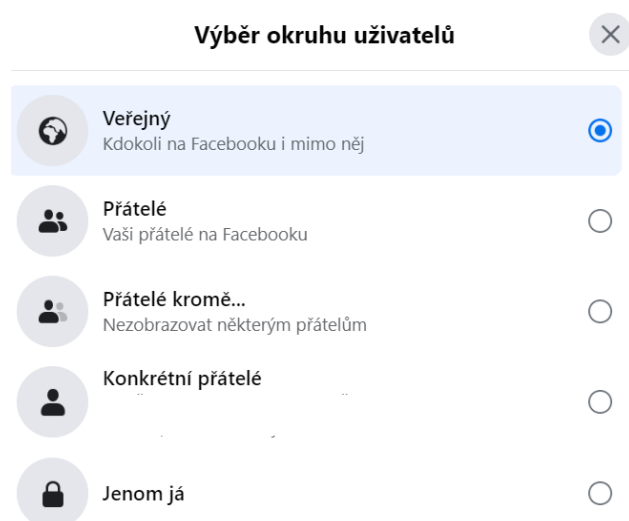 Výběr okruhu uživatelů
Veřejný
Kdokoli na Facebooku i mimo něj
Přátelé
Vaši přátelé na Facebooku
Přátelé kromě...
Nezobrazovat některým přátelům
Konkrétní přátelé
Jenom já